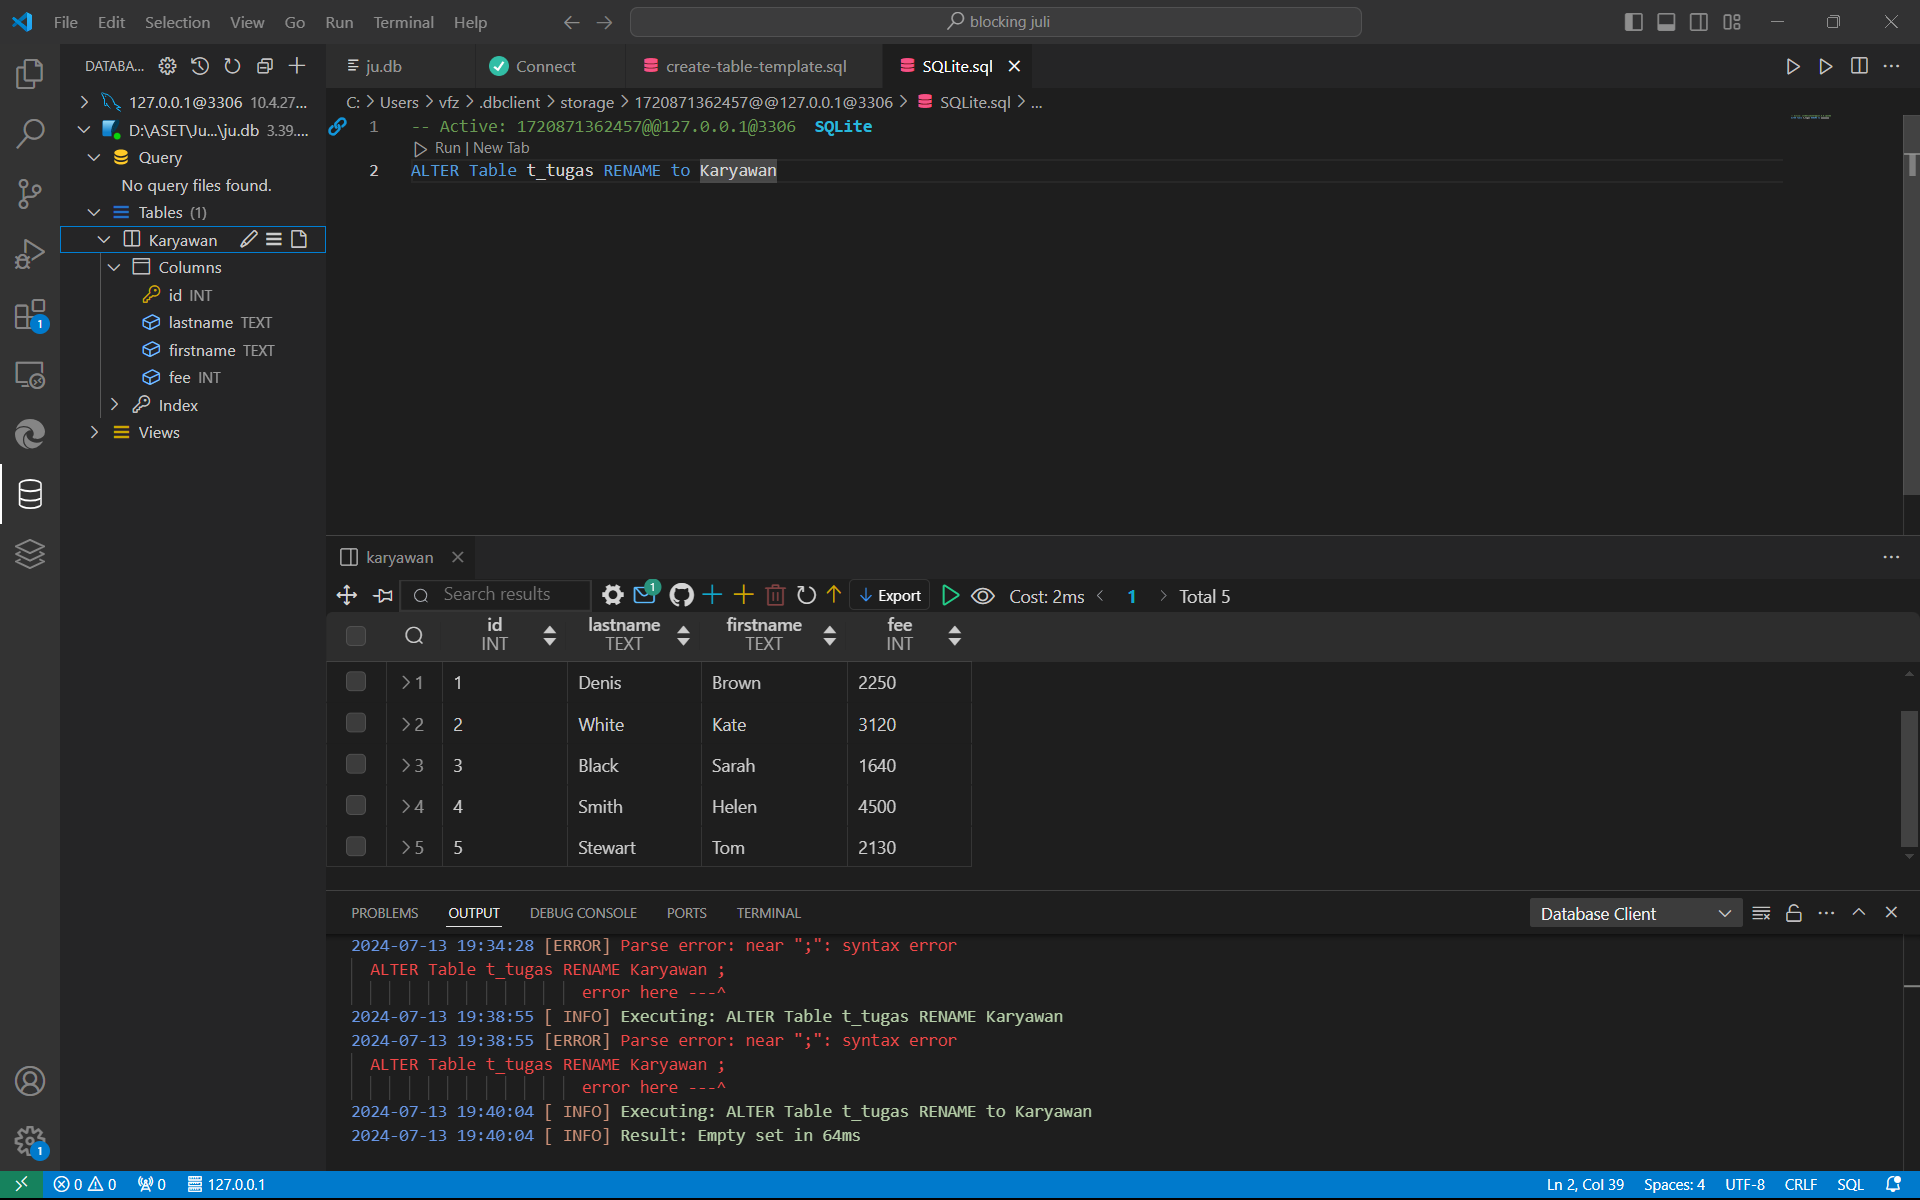 File Edit Selection View Go Run Terminal Help
blocking juli
DATABA...
ju.db
Connect
create-table-template.sql
SQLite.sql
127.0.0.1@3306 10.4.27...
D:\ASET\Ju...\ju.db 3.39....
Query
No query files found.
Tables (1)
Karyawan
Columns
id INT
lastname TEXT
firstname TEXT
fee INT
Index
Views
1
1
C: > Users > vfz > .dbclient > storage > 1720871362457@@127.0.0.1@3306 > SQLite.sql > ...
1 -- Active: 1720871362457@@127.0.0.1@3306 SQLite
Run | New Tab
2 ALTER Table t_tugas RENAME to Karyawan
karyawan
Search results
1
Export
Cost: 2ms < 1 > Total 5
id INT
lastname TEXT
firstname TEXT
fee INT
1 1 Denis Brown 2250
2 2 White Kate 3120
3 3 Black Sarah 1640
4 4 Smith Helen 4500
5 5 Stewart Tom 2130
PROBLEMS OUTPUT DEBUG CONSOLE PORTS TERMINAL
Database Client
2024-07-13 19:34:28 [ERROR] Parse error: near ";": syntax error
ALTER Table t_tugas RENAME Karyawan ;
error here ---^
2024-07-13 19:38:55 [ INFO] Executing: ALTER Table t_tugas RENAME Karyawan
2024-07-13 19:38:55 [ERROR] Parse error: near ";": syntax error
ALTER Table t_tugas RENAME Karyawan ;
error here ---^
2024-07-13 19:40:04 [ INFO] Executing: ALTER Table t_tugas RENAME to Karyawan
2024-07-13 19:40:04 [ INFO] Result: Empty set in 64ms
0 0 0 127.0.0.1
Ln 2, Col 39 Spaces: 4 UTF-8 CRLF SQL